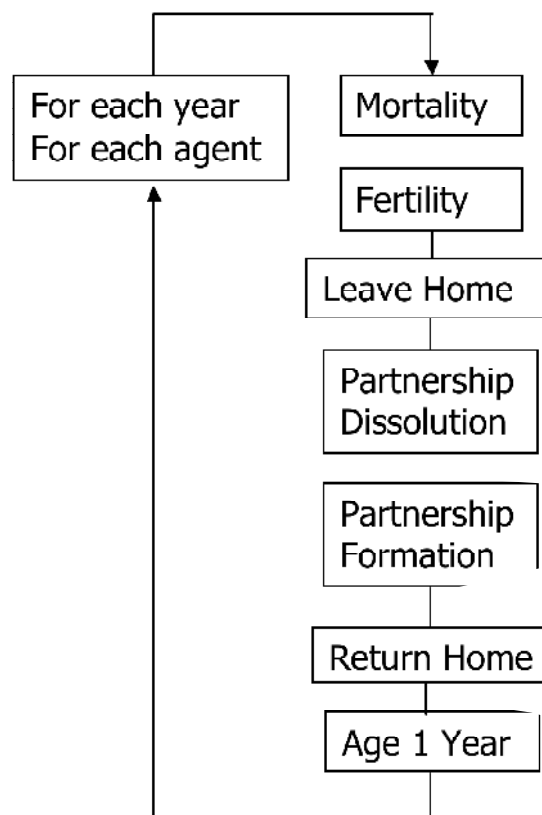 For each year
For each agent
Mortality
Fertility
Leave Home
Partnership
Dissolution
Partnership
Formation
Return Home
Age 1 Year